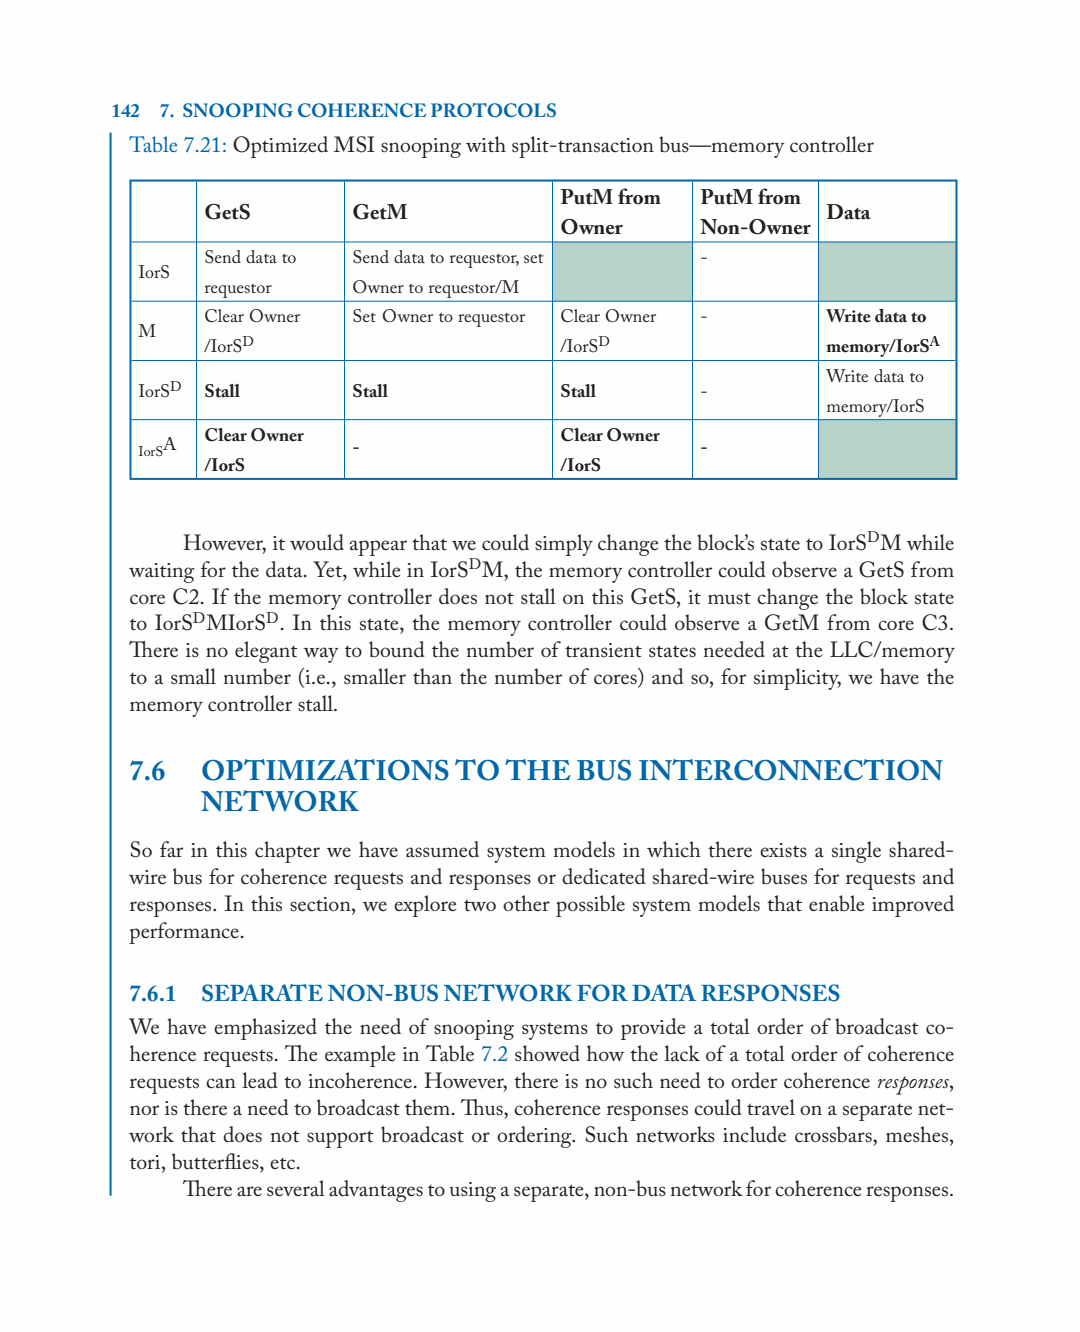 142 7. SNOOPING COHERENCE PROTOCOLS
Table 7.21: Optimized MSI snooping with split-transaction bus—memory controller
GetS GetM PutM from Owner PutM from Non-Owner Data
IorS Send data to requestor Send data to requestor, set Owner to requestor/M -
M Clear Owner /IorSD Set Owner to requestor Clear Owner /IorSD - Write data to memory/IorSA
IorSD Stall Stall Stall - Write data to memory/IorS
IorSA Clear Owner /IorS - Clear Owner /IorS -
However, it would appear that we could simply change the block’s state to IorSDM while
waiting for the data. Yet, while in IorSDM, the memory controller could observe a GetS from
core C2. If the memory controller does not stall on this GetS, it must change the block state
to IorSDMIorSD. In this state, the memory controller could observe a GetM from core C3.
There is no elegant way to bound the number of transient states needed at the LLC/memory
to a small number (i.e., smaller than the number of cores) and so, for simplicity, we have the
memory controller stall.
7.6 OPTIMIZATIONS TO THE BUS INTERCONNECTION
NETWORK
So far in this chapter we have assumed system models in which there exists a single shared-
wire bus for coherence requests and responses or dedicated shared-wire buses for requests and
responses. In this section, we explore two other possible system models that enable improved
performance.
7.6.1 SEPARATE NON-BUS NETWORK FOR DATA RESPONSES
We have emphasized the need of snooping systems to provide a total order of broadcast co-
herence requests. The example in Table 7.2 showed how the lack of a total order of coherence
requests can lead to incoherence. However, there is no such need to order coherence responses,
nor is there a need to broadcast them. Thus, coherence responses could travel on a separate net-
work that does not support broadcast or ordering. Such networks include crossbars, meshes,
tori, butterflies, etc.
There are several advantages to using a separate, non-bus network for coherence responses.